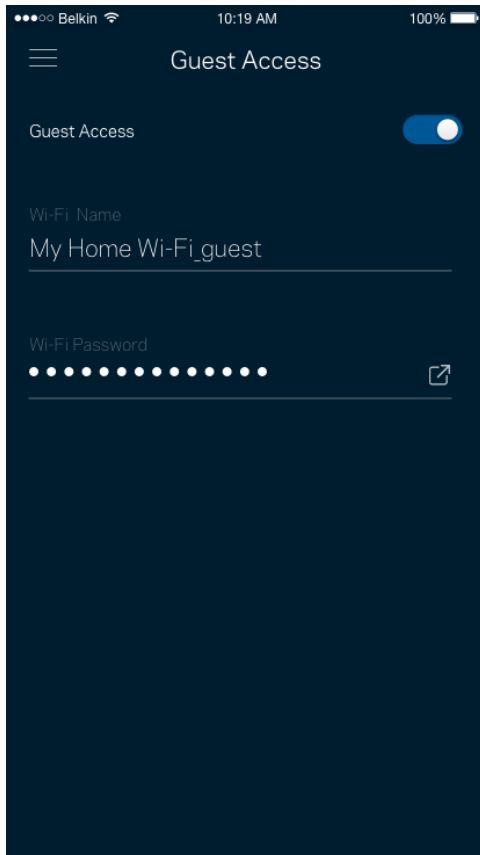 Belkin 10:19 AM 100%
Guest Access
Guest Access
Wi-Fi Name
My Home Wi-Fi_guest
Wi-Fi Password
●●●●●●●●●●●●●●